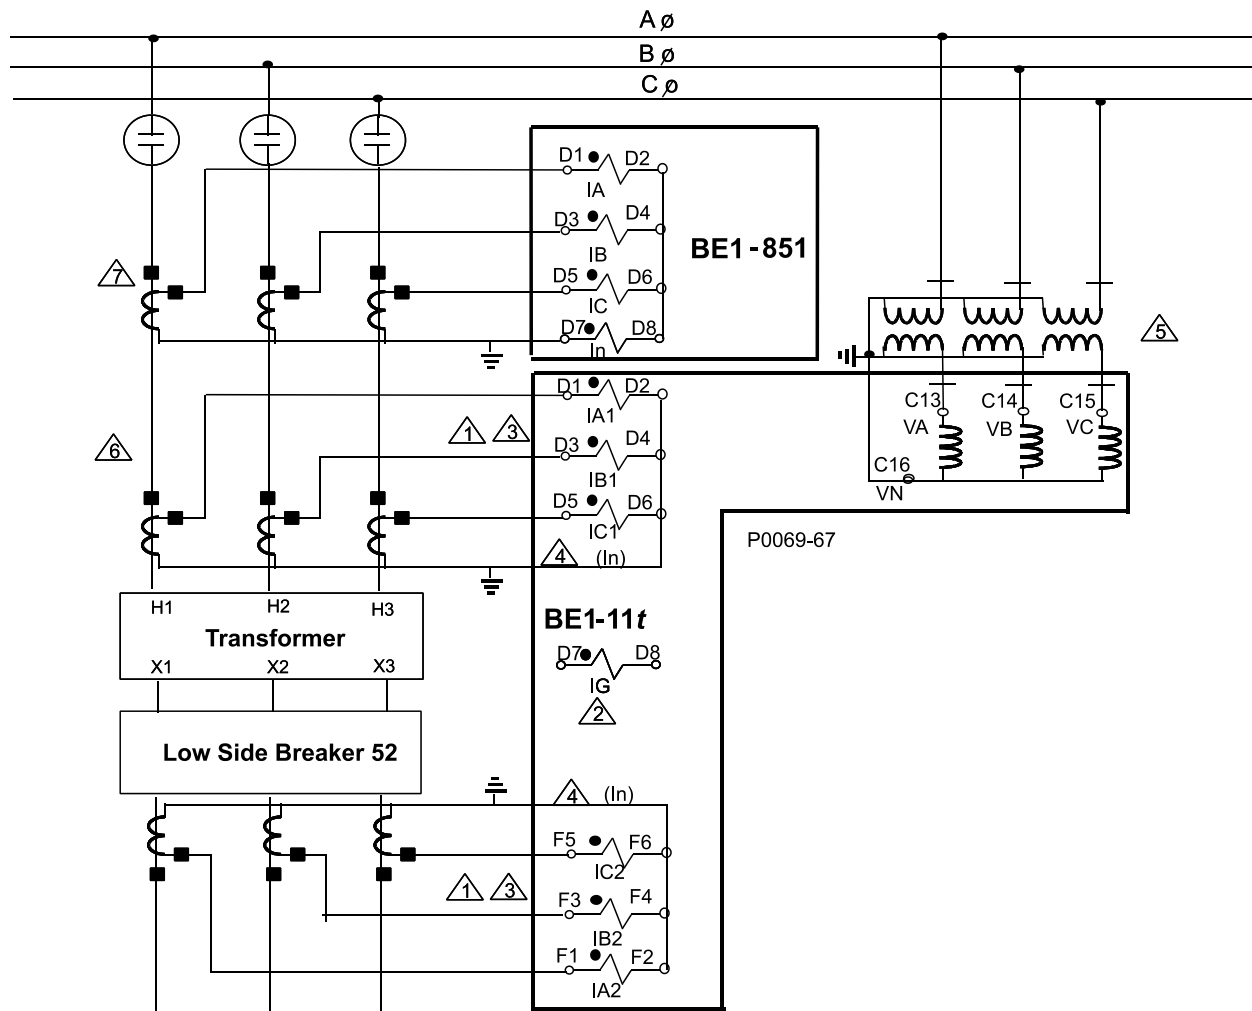 A ø
B ø
C ø
D1 D2
IA
D3 D4
IB
BE1-851
D5 D6
IC
D7 D8
In
7
5
D1 D2
IA1
1 3
D3 D4
IB1
D5 D6
IC1
4 (In)
6
C13 C14 C15
VA VB VC
C16
VN
P0069-67
H1 H2 H3
Transformer
X1 X2 X3
BE1-11t
D7 D8
IG
2
Low Side Breaker 52
4 (In)
F5 F6
IC2
1 3
F3 F4
IB2
F1 F2
IA2